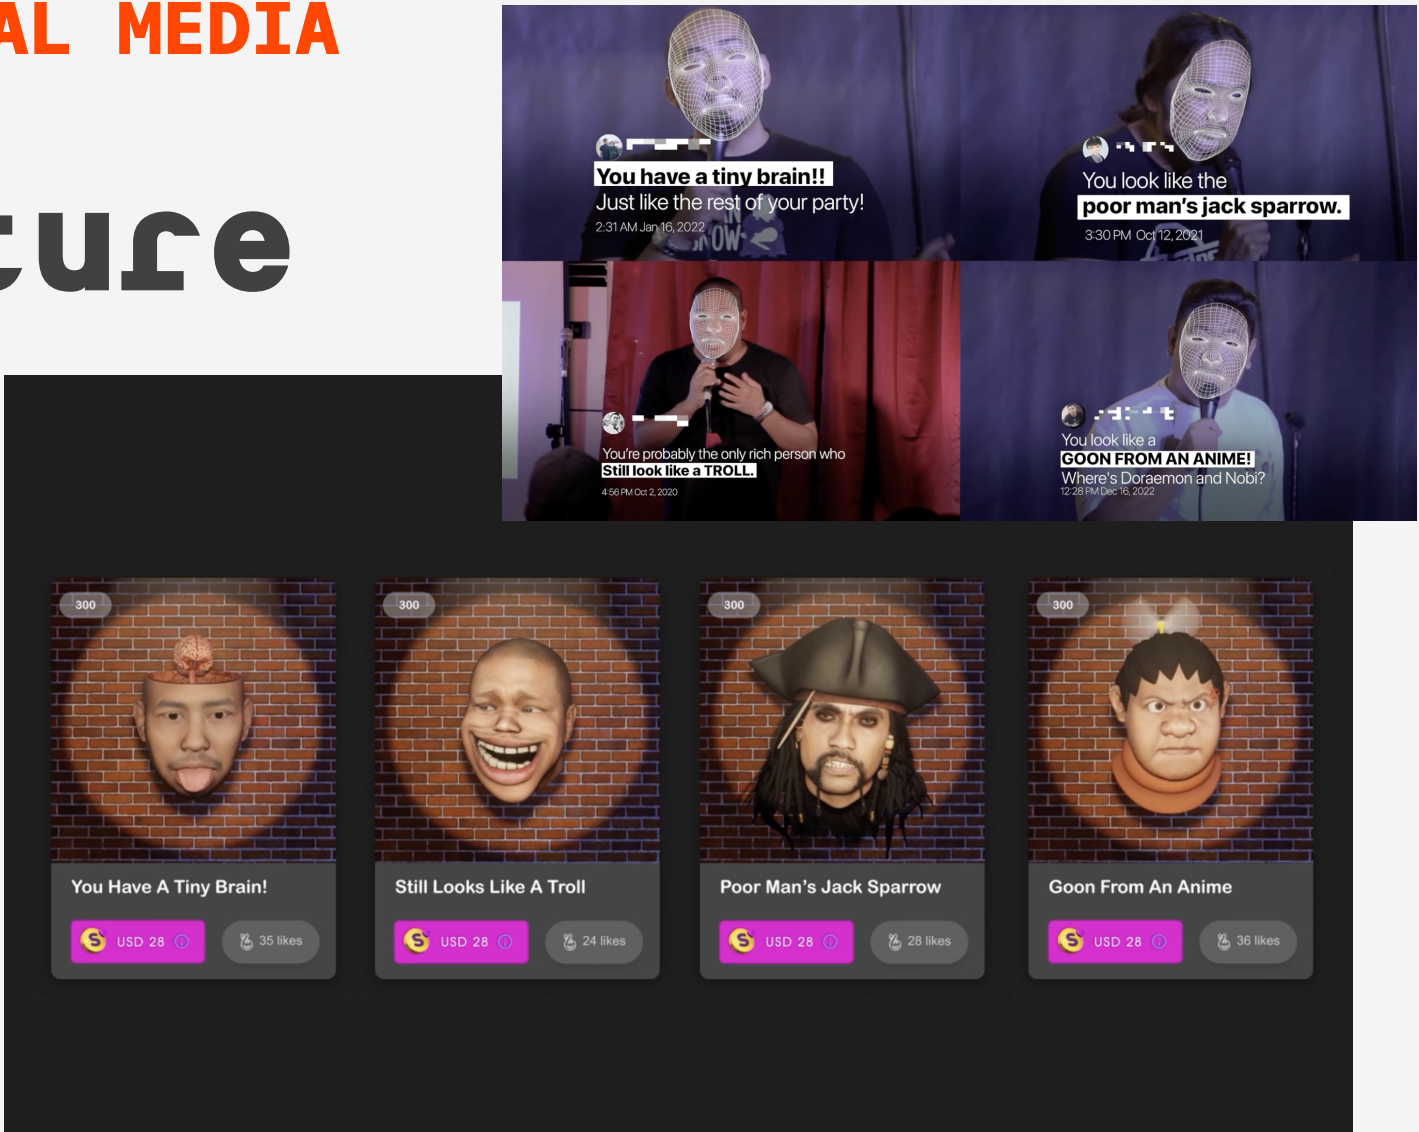 AL MEDIA
ture
You have a tiny brain!!
Just like the rest of your party!
2:31 AM Jan 16, 2022
You look like the
poor man's jack sparrow.
3:30 PM Oct 12, 2021
You're probably the only rich person who
Still look like a TROLL.
4:56 PM Oct 2, 2020
You look like a
GOON FROM AN ANIME!
Where's Doraemon and Nobi?
12:28 PM Dec 16, 2022
300
300
300
300
You Have A Tiny Brain!
Still Looks Like A Troll
Poor Man's Jack Sparrow
Goon From An Anime
S USD 28
35 likes
S USD 28
24 likes
S USD 28
28 likes
S USD 28
36 likes